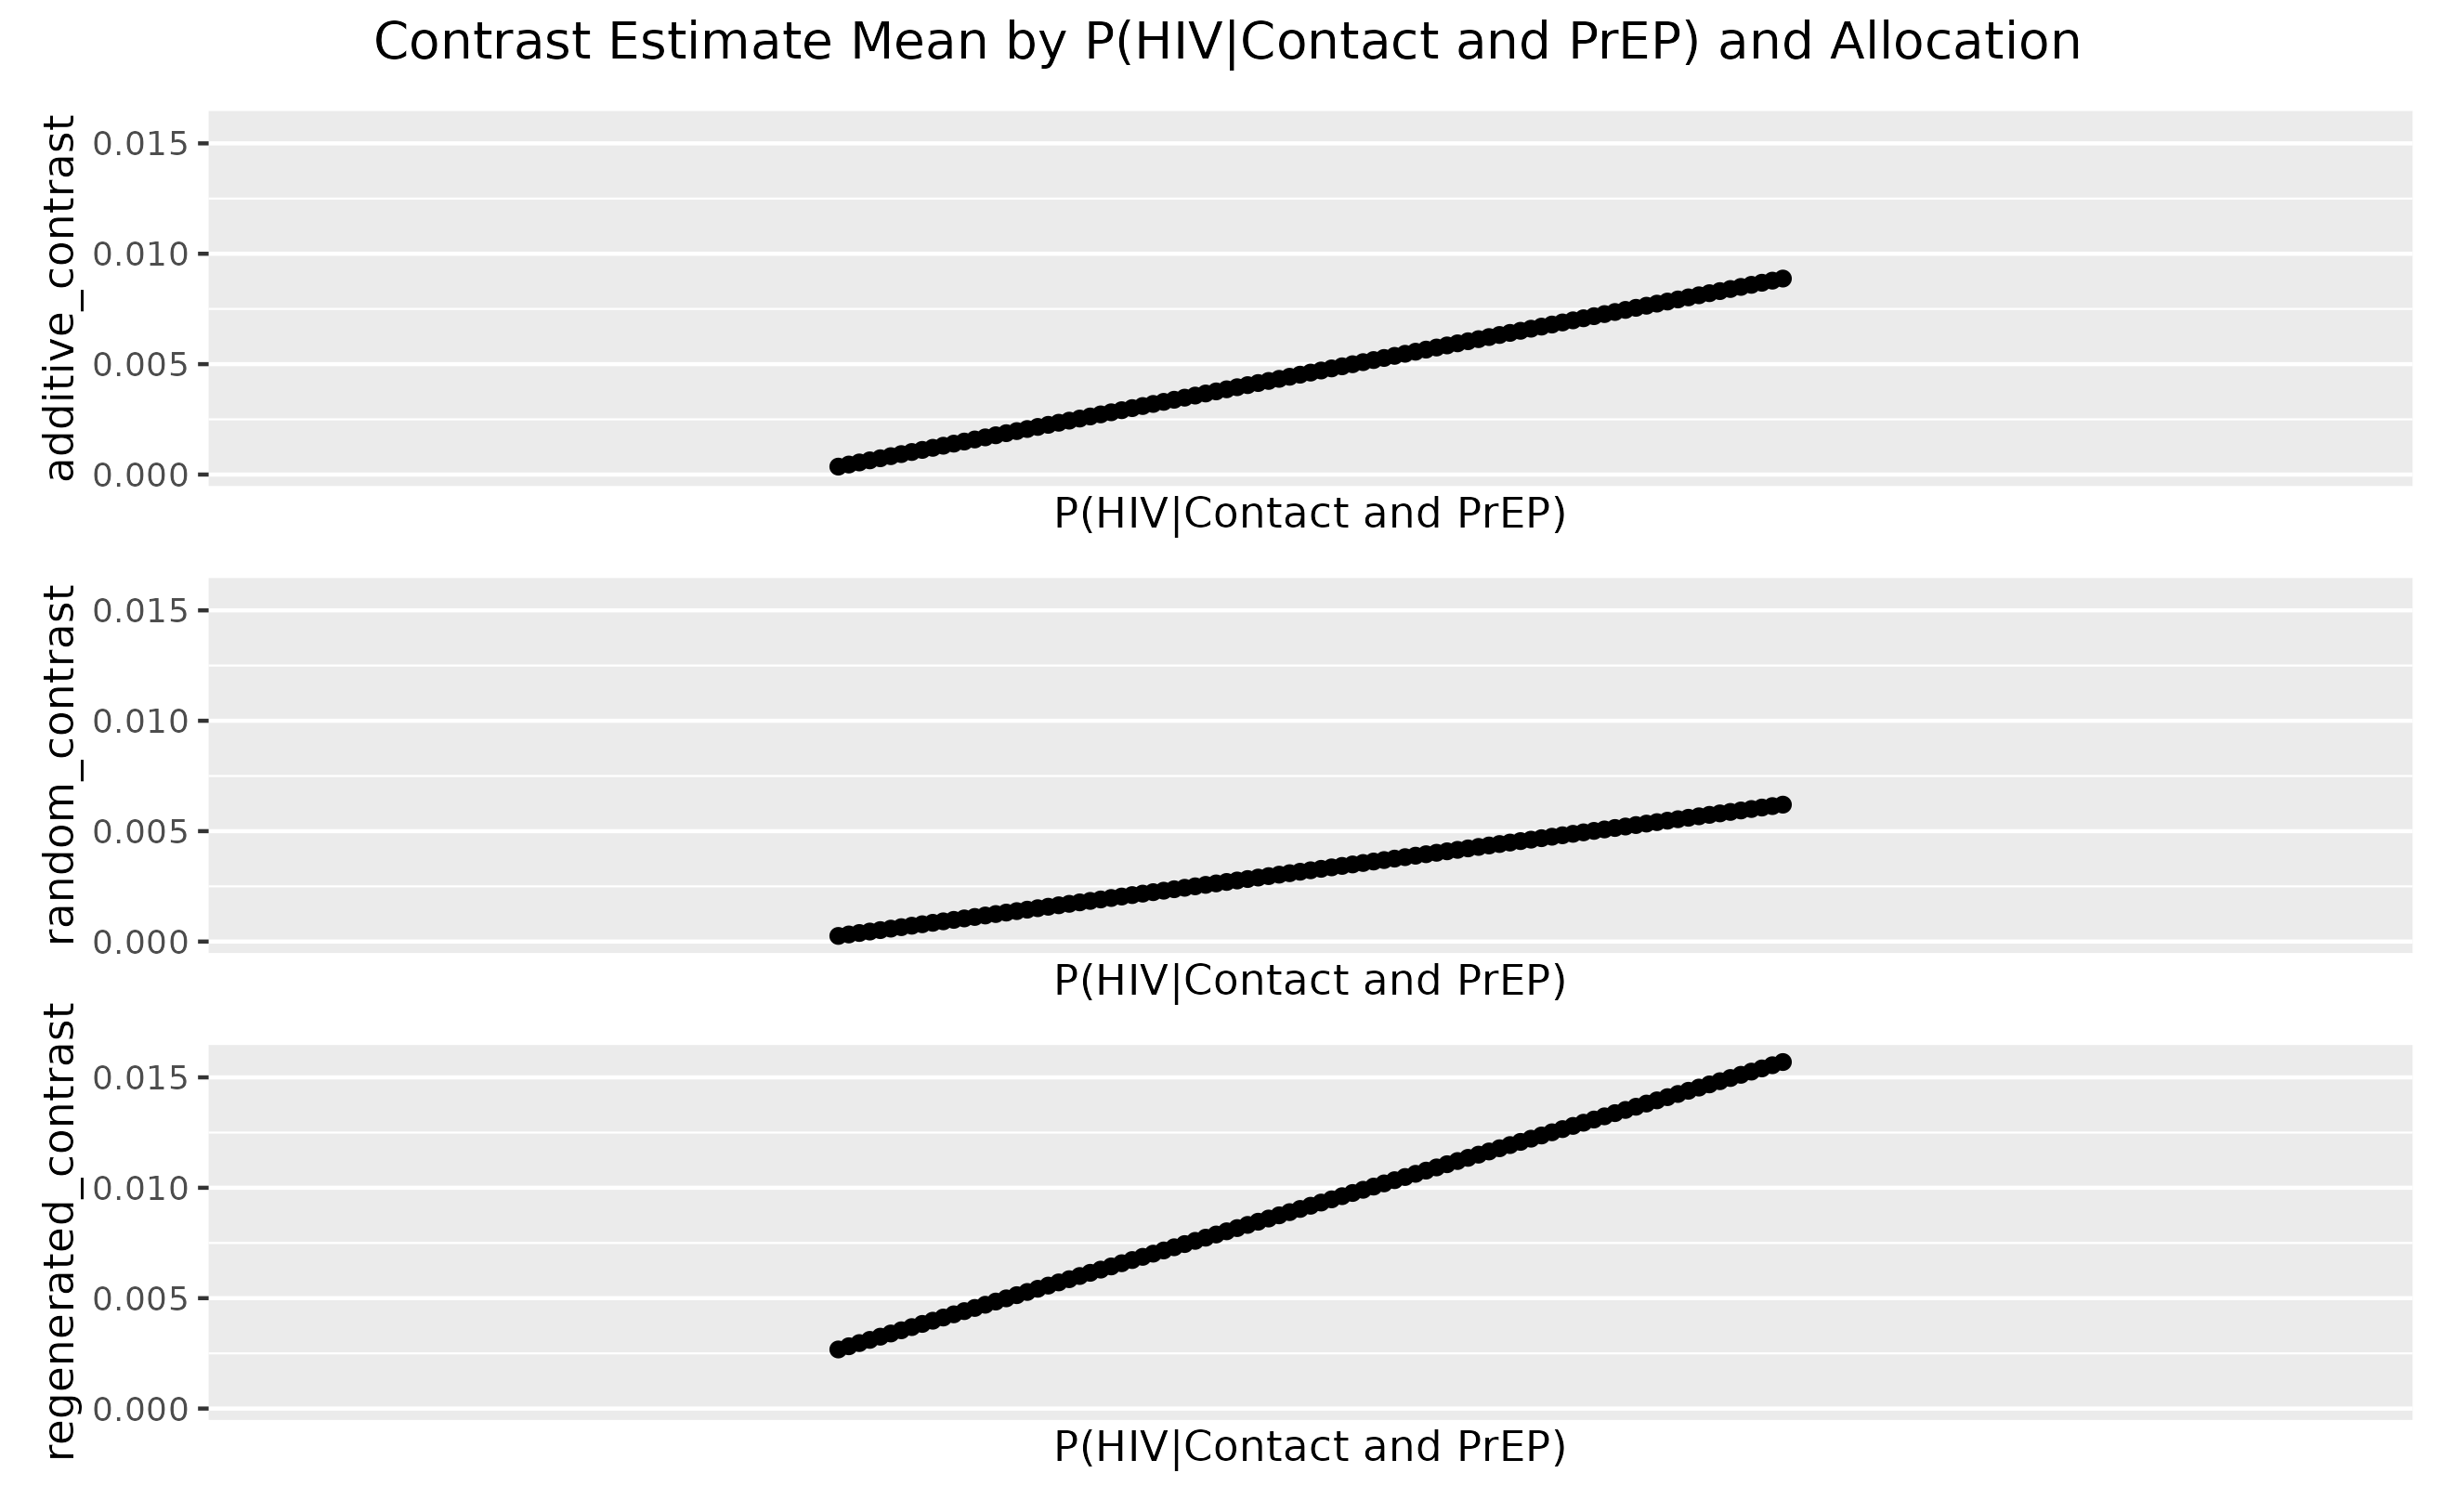 Contrast Estimate Mean by P(HIV|Contact and PrEP) and Allocation
additive_contrast
0.015
0.010
0.005
0.000
P(HIV|Contact and PrEP)
random_contrast
0.015
0.010
0.005
0.000
P(HIV|Contact and PrEP)
regenerated_contrast
0.015
0.010
0.005
0.000
P(HIV|Contact and PrEP)